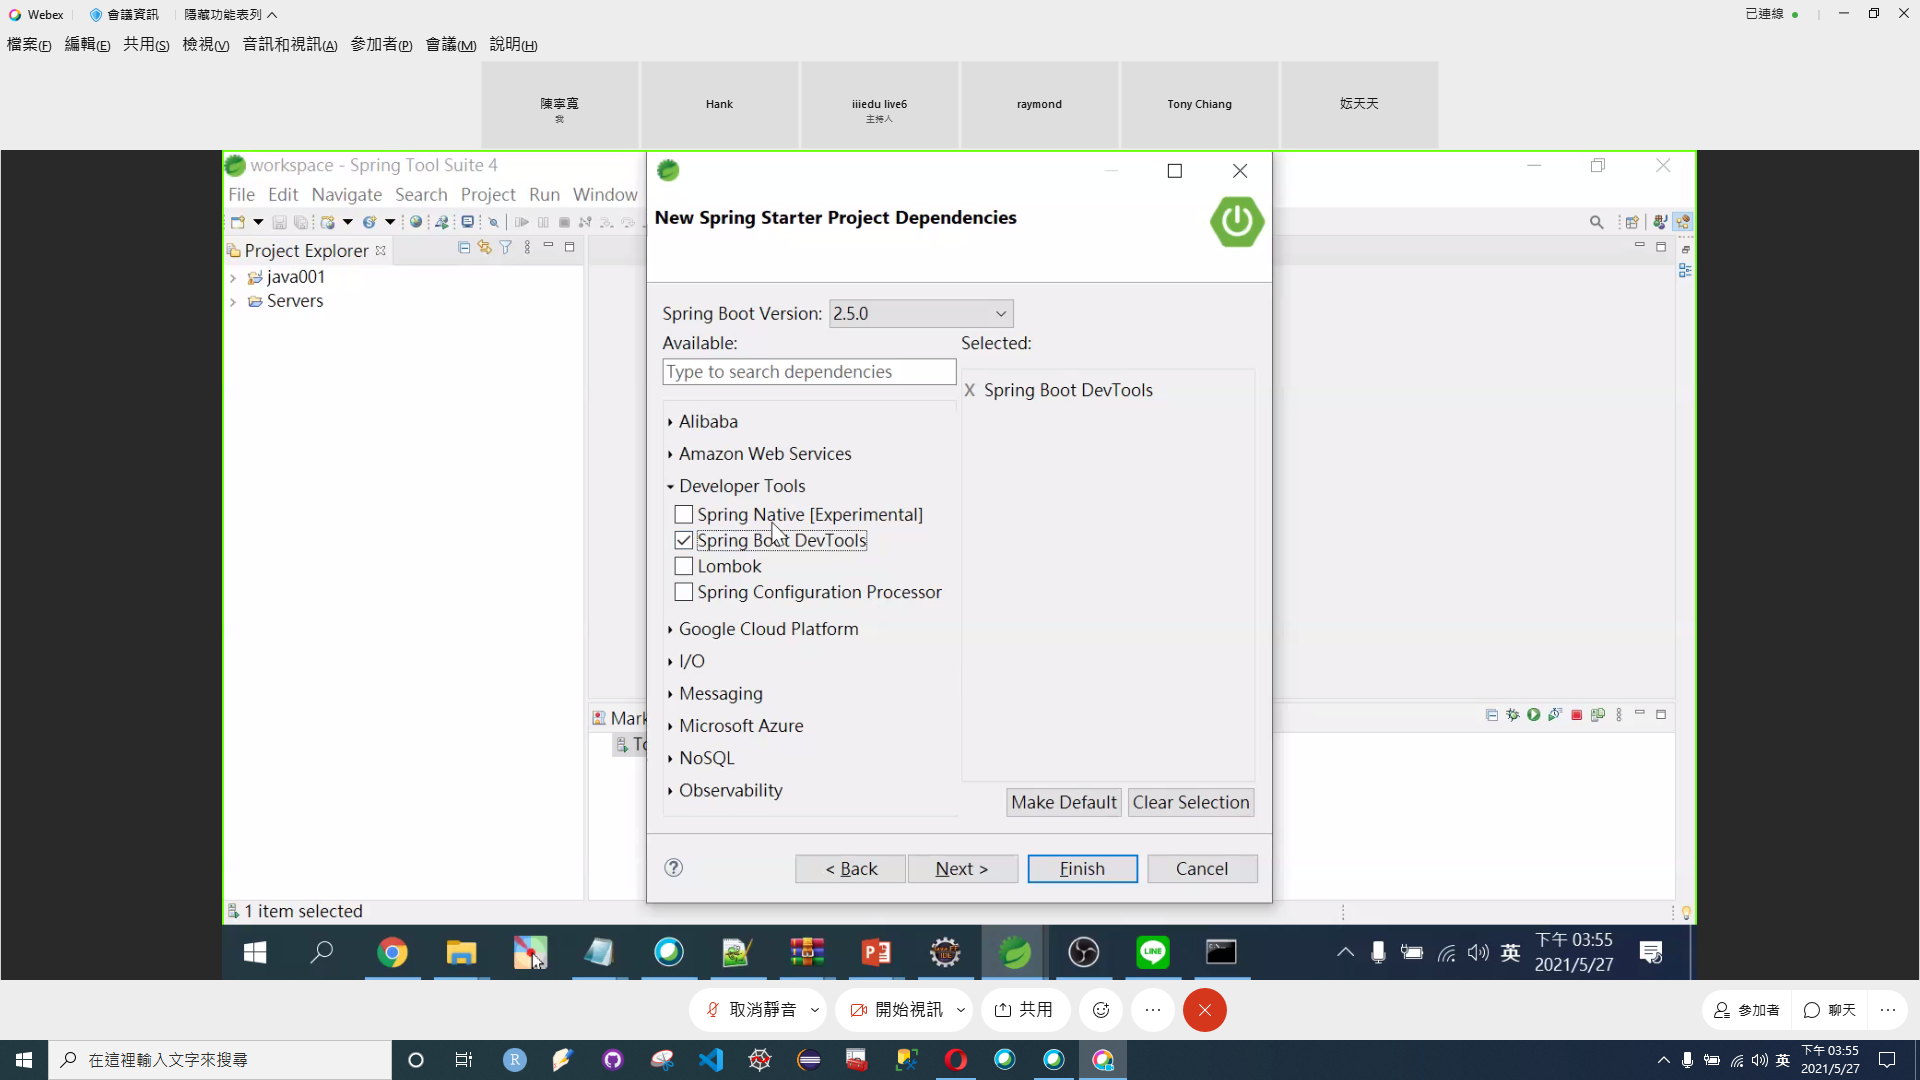 Webex 會議資訊 隱藏功能表列 已連線
檔案(F) 編輯(E) 共用(S) 檢視(V) 音訊和視訊(A) 參加者(P) 會議(M) 說明(H)
陳寧寬 Hank iiiedu live6 raymond Tony Chiang 妘天天
我 主持人
workspace - Spring Tool Suite 4
File Edit Navigate Search Project Run Window
New Spring Starter Project Dependencies
Project Explorer
java001
Servers
Spring Boot Version: 2.5.0
Available: Selected:
Type to search dependencies
X Spring Boot DevTools
Alibaba
Amazon Web Services
Developer Tools
Spring Native [Experimental]
Spring Boot DevTools
Lombok
Spring Configuration Processor
Google Cloud Platform
I/O
Messaging
Microsoft Azure
NoSQL
Observability
Mark
To
Make Default Clear Selection
< Back Next > Finish Cancel
1 item selected
英 下午 03:55
2021/5/27
取消靜音 開始視訊 共用 參加者 聊天
在這裡輸入文字來搜尋
英 下午 03:55
2021/5/27